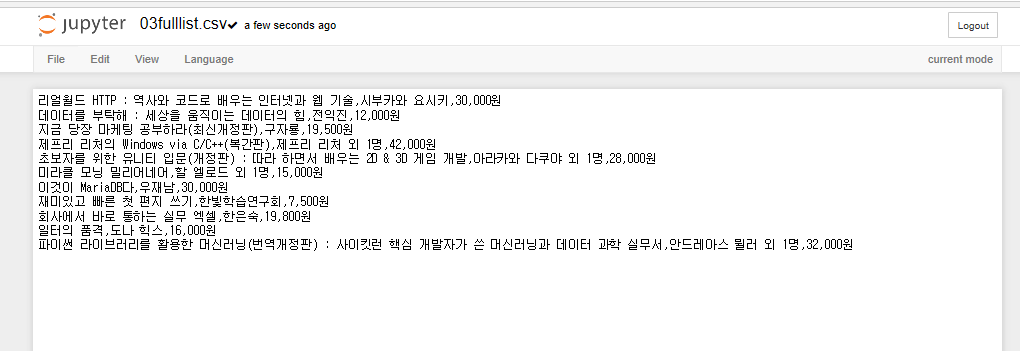 jupyter 03fulllist.csv✔ a few seconds ago
Logout
File Edit View Language current mode
리얼월드 HTTP : 역사와 코드로 배우는 인터넷과 웹 기술,시부카와 요시키,30,000원
데이터를 부탁해 : 세상을 움직이는 데이터의 힘,전익진,12,000원
지금 당장 마케팅 공부하라(최신개정판),구자룡,19,500원
제프리 리처의 Windows via C/C++(복간판),제프리 리처 외 1명,42,000원
초보자를 위한 유니티 입문(개정판) : 따라 하면서 배우는 2D & 3D 게임 개발,아라카와 다쿠야 외 1명,28,000원
미라클 모닝 밀리어네어,할 엘로드 외 1명,15,000원
이것이 MariaDB다,우재남,30,000원
재미있고 빠른 첫 편지 쓰기,한빛학습연구회,7,500원
회사에서 바로 통하는 실무 엑셀,한은숙,19,800원
일터의 품격,도나 힉스,16,000원
파이썬 라이브러리를 활용한 머신러닝(번역개정판) : 사이킷런 핵심 개발자가 쓴 머신러닝과 데이터 과학 실무서,안드레아스 뮐러 외 1명,32,000원